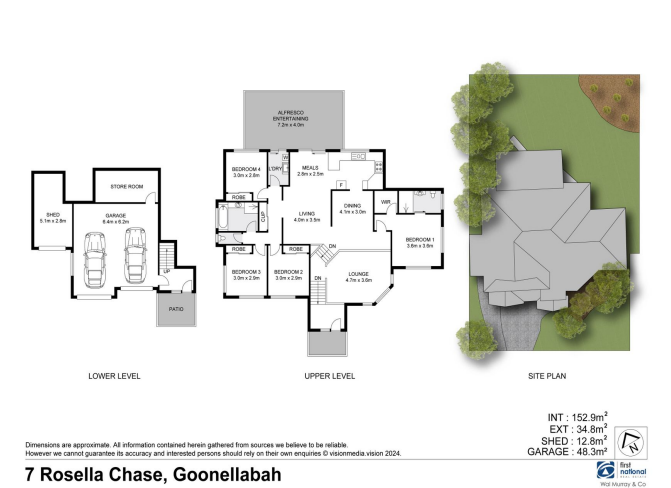 ALFRESCO
ENTERTAINING
7.2m x 4.0m
BEDROOM 4
3.0m x 2.8m
L'DRY
W
MEALS
2.8m x 2.5m
F
ROBE
STORE ROOM
SHED
5.1m x 2.8m
GARAGE
6.4m x 6.2m
CUP
LIVING
4.0m x 3.5m
DINING
4.1m x 3.0m
WIR
BEDROOM 1
3.6m x 3.6m
ROBE
ROBE
DN
UP
BEDROOM 3
3.0m x 2.9m
BEDROOM 2
3.0m x 2.9m
DN
LOUNGE
4.7m x 3.6m
PATIO
LOWER LEVEL
UPPER LEVEL
SITE PLAN
INT : 152.9m²
EXT : 34.8m²
SHED : 12.8m²
GARAGE : 48.3m²
N
Dimensions are approximate. All information contained herein gathered from sources we believe to be reliable.
However we cannot guarantee its accuracy and interested persons should rely on their own enquiries © visionmedia.vision 2024.
7 Rosella Chase, Goonellabah
first
national
REAL ESTATE
Wal Murray & Co